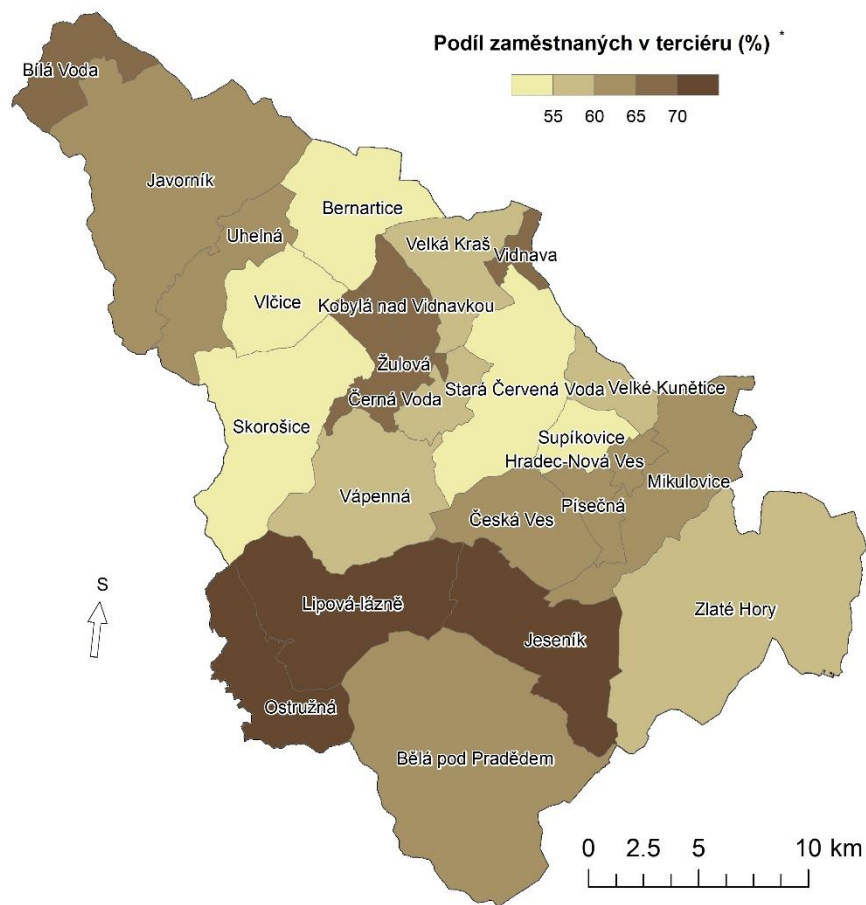 Podíl zaměstnaných v terciéru (%) *
55 60 65 70
Bílá Voda
Javorník
Bernartice
Uhelná
Velká Kraš
Vidnava
Vlčice
Kobylá nad Vidnavkou
Žulová
Stará Červená Voda
Velké Kunětice
Černá Voda
Skorošice
Supíkovice
Hradec-Nová Ves
Vápenná
Písečná
Mikulovice
Česká Ves
S
Lipová-lázně
Zlaté Hory
Jeseník
Ostružná
Bělá pod Pradědem
0 2.5 5 10 km